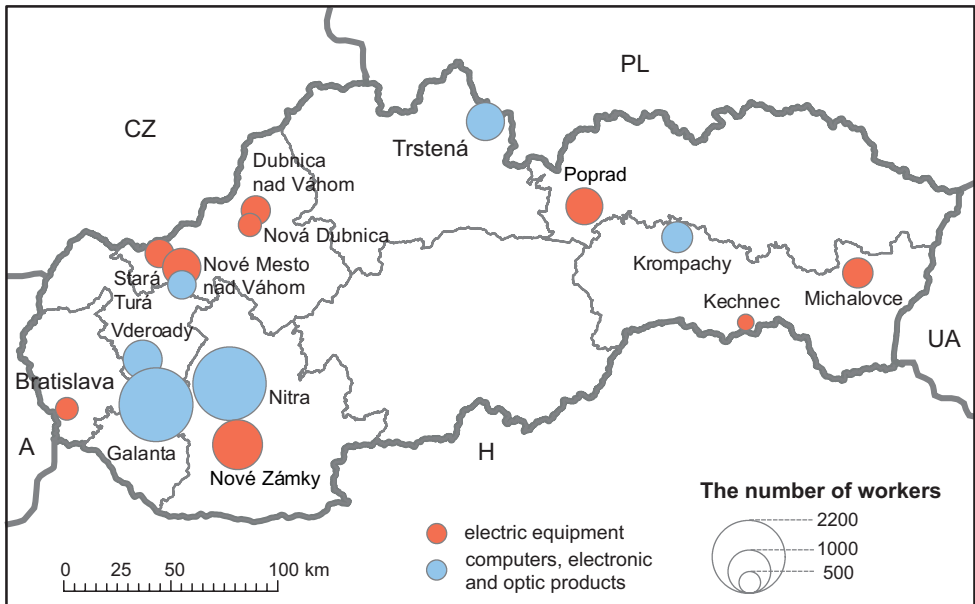 PL
CZ
Trstená
Dubnica
nad Váhom
Poprad
Nová Dubnica
Krompachy
Stará
Turá
Nové Mesto
nad Váhom
Michalovce
Kechnec
Vderoady
UA
Bratislava
Nitra
A
Galanta
H
Nové Zámky
The number of workers
2200
1000
500
electric equipment
computers, electronic
and optic products
0 25 50 100 km